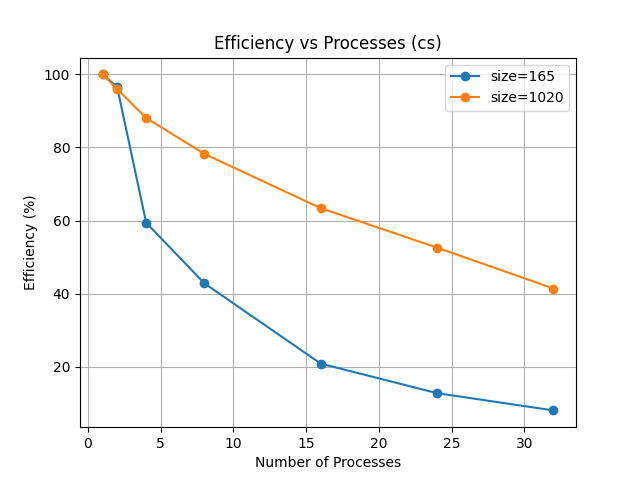 Efficiency vs Processes (cs)
size=165
size=1020
Efficiency (%)
100
80
60
40
20
0 5 10 15 20 25 30
Number of Processes